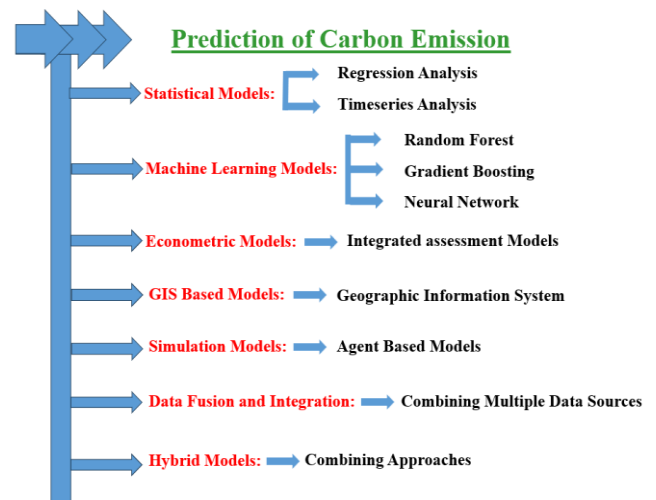 Prediction of Carbon Emission
Statistical Models:
Regression Analysis
Timeseries Analysis
Machine Learning Models:
Random Forest
Gradient Boosting
Neural Network
Econometric Models:
Integrated assessment Models
GIS Based Models:
Geographic Information System
Simulation Models:
Agent Based Models
Data Fusion and Integration:
Combining Multiple Data Sources
Hybrid Models:
Combining Approaches